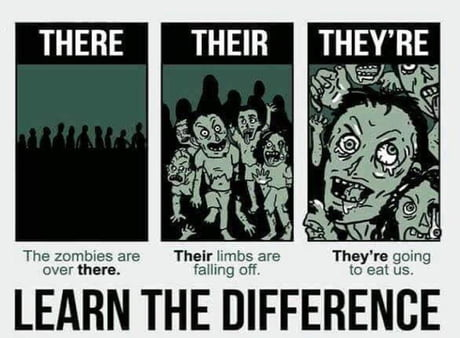 THERE
THEIR
THEY'RE
The zombies are
over there.
Their limbs are
falling off.
They're going
to eat us.
LEARN THE DIFFERENCE